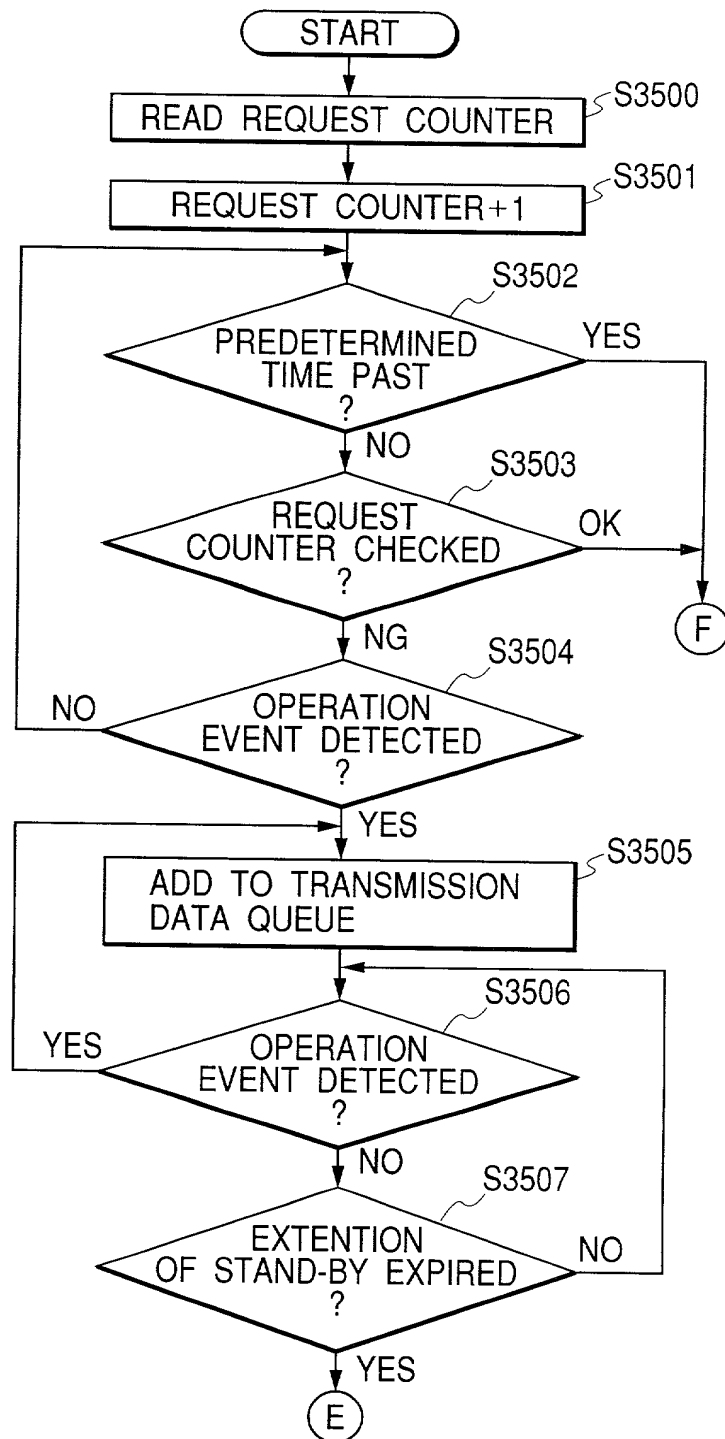 START
S3500
READ REQUEST COUNTER
S3501
REQUEST COUNTER+1
S3502
PREDETERMINED
TIME PAST
?
YES
NO
S3503
REQUEST
COUNTER CHECKED
?
OK
F
NG
S3504
NO
OPERATION
EVENT DETECTED
?
YES
S3505
ADD TO TRANSMISSION
DATA QUEUE
S3506
YES
OPERATION
EVENT DETECTED
?
NO
S3507
EXTENTION
OF STAND-BY EXPIRED
?
NO
YES
E